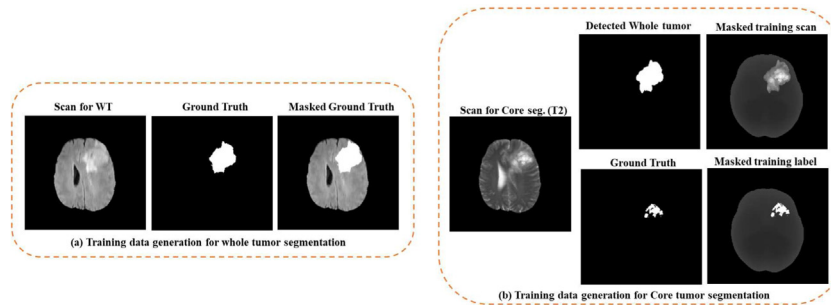 Scan for WT
Ground Truth
Masked Ground Truth
(a) Training data generation for whole tumor segmentation
Detected Whole tumor
Masked training scan
Scan for Core seg. (T2)
Ground Truth
Masked training label
(b) Training data generation for Core tumor segmentation